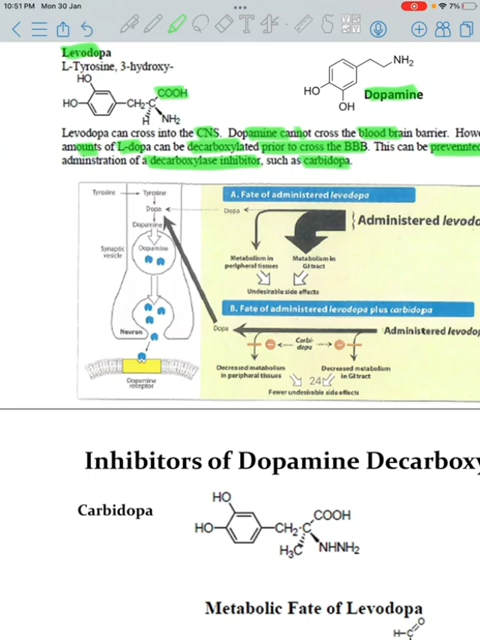 10:51 PM Mon 30 Jan
7%
Levodopa
L-Tyrosine, 3-hydroxy-
HO
COOH
HO
CH2
C
H
NH2
NH2
HO
OH
Dopamine
Levodopa can cross into the CNS. Dopamine cannot cross the blood brain barrier. Howe
amounts of L-dopa can be decarboxylated prior to cross the BBB. This can be prevennted
adminstration of a decarboxylase inhibitor, such as carbidopa.
Tyrosine
Tyrosine
Dopa
Dopamine
Synaptic
vesicle
Dopamine
Neuron
Dopamine
receptor
A. Fate of administered levodopa
Dopa
Administered levodo
Metabolism in
peripheral tissues
Metabolism in
GI tract
Undesirable side effects
B. Fate of administered levodopa plus carbidopa
Dopa
Administered levodop
Carbi-
dopa
Decreased metabolism
in peripheral tissues
Decreased metabolism
in GI tract
24
Fewer undesirable side effects
Inhibitors of Dopamine Decarboxy
Carbidopa
HO
HO
CH2
C
COOH
H3C
NHNH2
Metabolic Fate of Levodopa
H
C
O